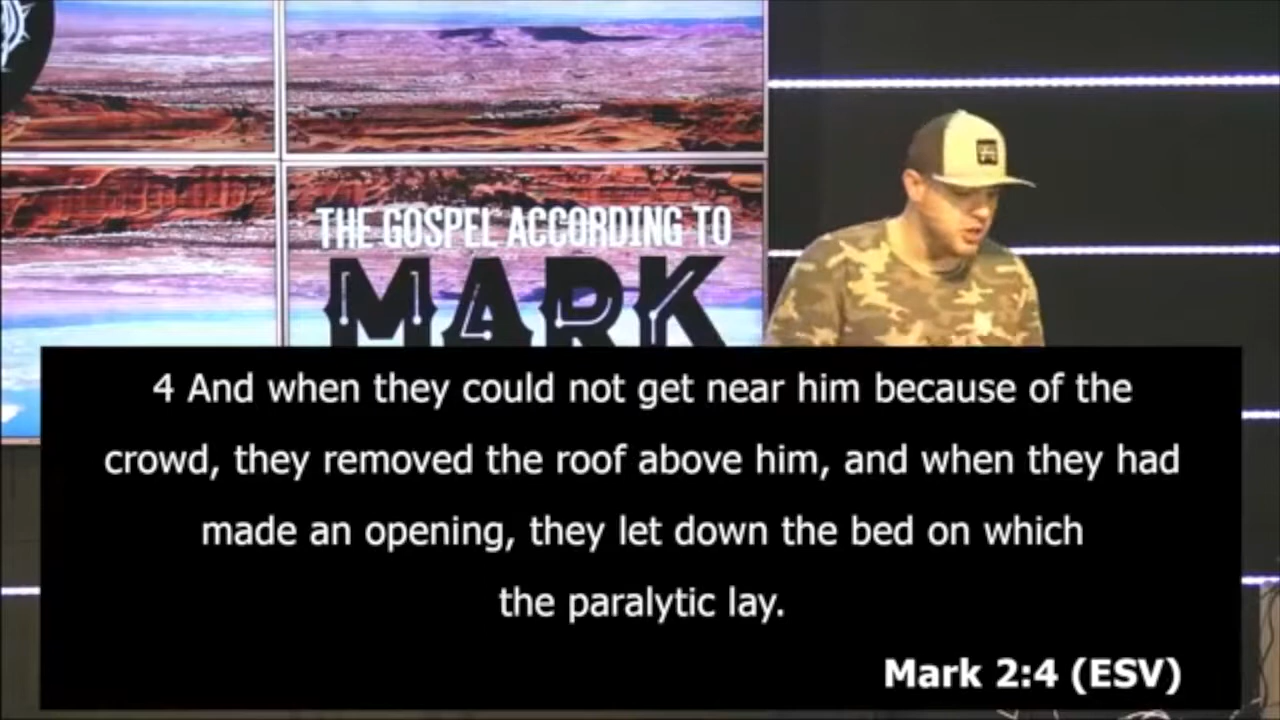 THE GOSPEL ACCORDING TO
MARK
4 And when they could not get near him because of the
crowd, they removed the roof above him, and when they had
made an opening, they let down the bed on which
the paralytic lay.
Mark 2:4 (ESV)